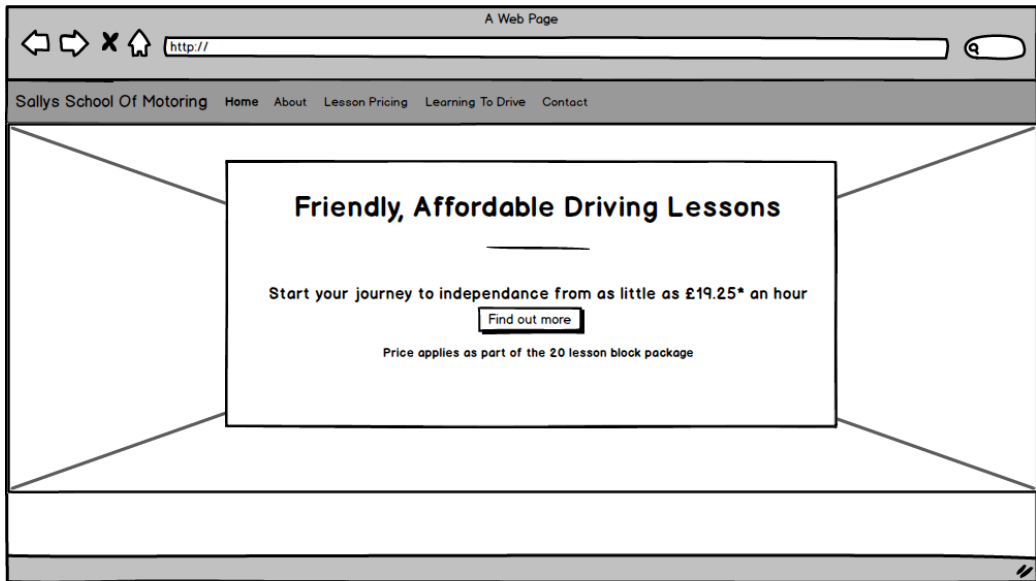 A Web Page
http://
Sallys School Of Motoring Home About Lesson Pricing Learning To Drive Contact
Friendly, Affordable Driving Lessons
Start your journey to independance from as little as £19.25* an hour
Find out more
Price applies as part of the 20 lesson block package